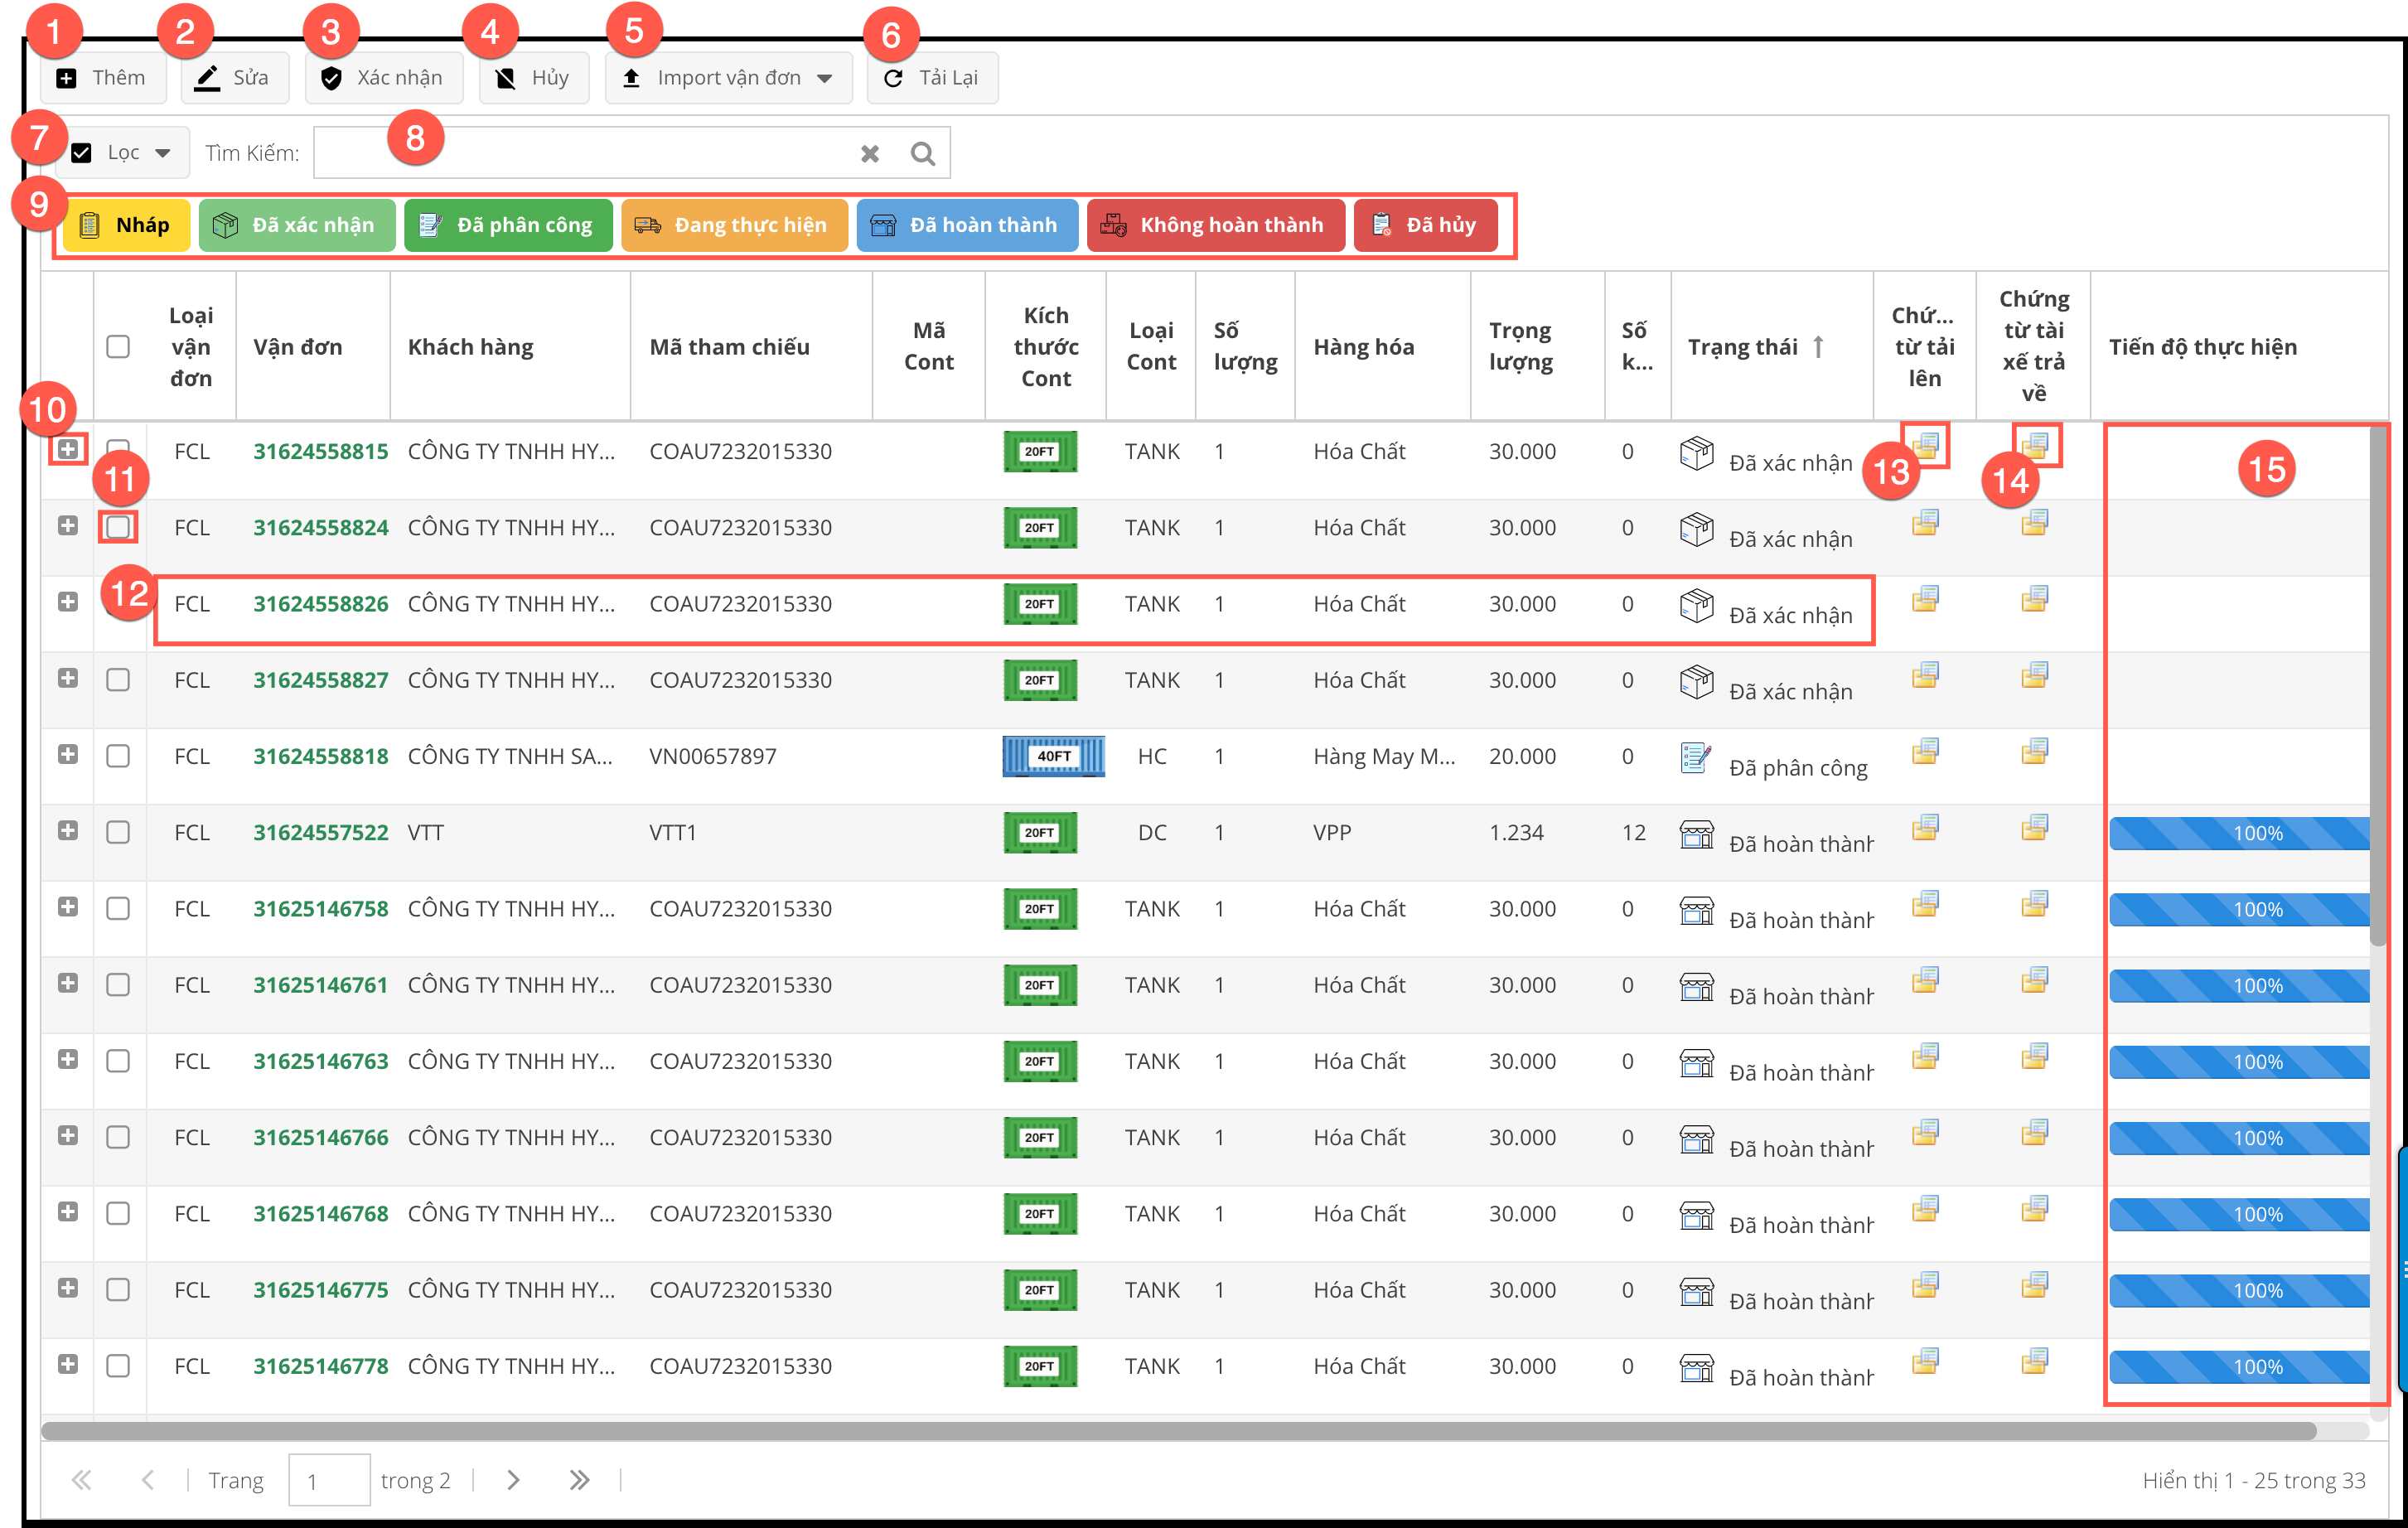 1 2 3 4 5 6
Thêm Sửa Xác nhận Hủy Import vận đơn Tải Lại
7 Lọc Tìm Kiếm: 8
9 Nháp Đã xác nhận Đã phân công Đang thực hiện Đã hoàn thành Không hoàn thành Đã hủy
Loại vận đơn Vận đơn Khách hàng Mã tham chiếu Mã Cont Kích thước Cont Loại Cont Số lượng Hàng hóa Trọng lượng Số k... Trạng thái Chứ... từ tải lên Chứng từ tài xế trả về Tiến độ thực hiện
10
FCL 31624558815 CÔNG TY TNHH HY... COAU7232015330 20FT TANK 1 Hóa Chất 30.000 0 Đã xác nhận
11 13 14 15
FCL 31624558824 CÔNG TY TNHH HY... COAU7232015330 20FT TANK 1 Hóa Chất 30.000 0 Đã xác nhận
12 FCL 31624558826 CÔNG TY TNHH HY... COAU7232015330 20FT TANK 1 Hóa Chất 30.000 0 Đã xác nhận
FCL 31624558827 CÔNG TY TNHH HY... COAU7232015330 20FT TANK 1 Hóa Chất 30.000 0 Đã xác nhận
FCL 31624558818 CÔNG TY TNHH SA... VN00657897 40FT HC 1 Hàng May M... 20.000 0 Đã phân công
FCL 31624557522 VTT VTT1 20FT DC 1 VPP 1.234 12 Đã hoàn thành 100%
FCL 31625146758 CÔNG TY TNHH HY... COAU7232015330 20FT TANK 1 Hóa Chất 30.000 0 Đã hoàn thành 100%
FCL 31625146761 CÔNG TY TNHH HY... COAU7232015330 20FT TANK 1 Hóa Chất 30.000 0 Đã hoàn thành 100%
FCL 31625146763 CÔNG TY TNHH HY... COAU7232015330 20FT TANK 1 Hóa Chất 30.000 0 Đã hoàn thành 100%
FCL 31625146766 CÔNG TY TNHH HY... COAU7232015330 20FT TANK 1 Hóa Chất 30.000 0 Đã hoàn thành 100%
FCL 31625146768 CÔNG TY TNHH HY... COAU7232015330 20FT TANK 1 Hóa Chất 30.000 0 Đã hoàn thành 100%
FCL 31625146775 CÔNG TY TNHH HY... COAU7232015330 20FT TANK 1 Hóa Chất 30.000 0 Đã hoàn thành 100%
FCL 31625146778 CÔNG TY TNHH HY... COAU7232015330 20FT TANK 1 Hóa Chất 30.000 0 Đã hoàn thành 100%
Trang 1 trong 2 Hiển thị 1 - 25 trong 33